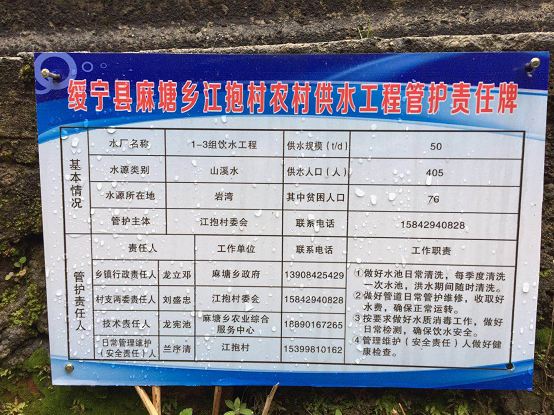 绥宁县麻塘乡江抱村农村供水工程管护责任牌
基本情况
水厂名称 1-3组饮水工程 供水规模(t/d) 50
水源类别 山溪水 供水人口(人) 405
水源所在地 岩湾 其中贫困人口 76
管护主体 江抱村委会 联系电话 15842940828
管护责任人
责任人 工作单位 联系电话 工作职责
乡镇行政责任人 龙立邓 麻塘乡政府 13908425429
村支两委责任人 刘盛忠 江抱村委会 15842940828
技术责任人 龙宪池 麻塘乡农业综合
服务中心 18890167265
日常管理维护
(安全责任)人 兰序清 江抱村 15399810162
①做好水池日常清洗，每季度清洗
一次水池，洪水期间随时清洗。
②做好管道日常管护维修，收取好
水费，确保正常运转。
③按要求做好水质消毒工作，做好
日常检测，确保饮水安全。
④管理维护(安全责任)人做好健
康检查。